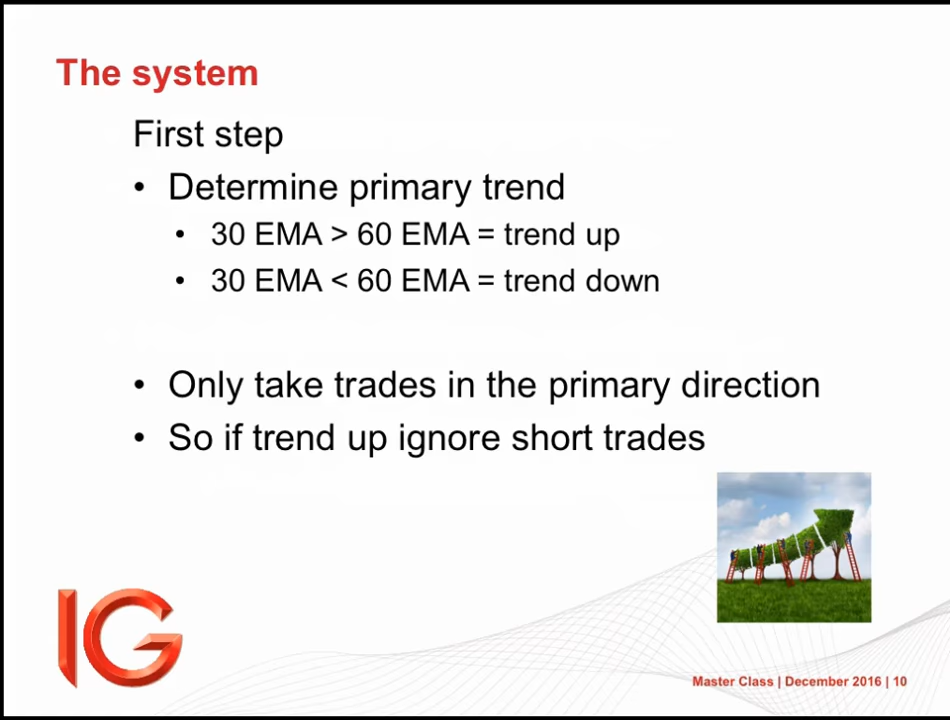 The system
First step
• Determine primary trend
• 30 EMA > 60 EMA = trend up
• 30 EMA < 60 EMA = trend down
• Only take trades in the primary direction
• So if trend up ignore short trades
IG
Master Class | December 2016 | 10